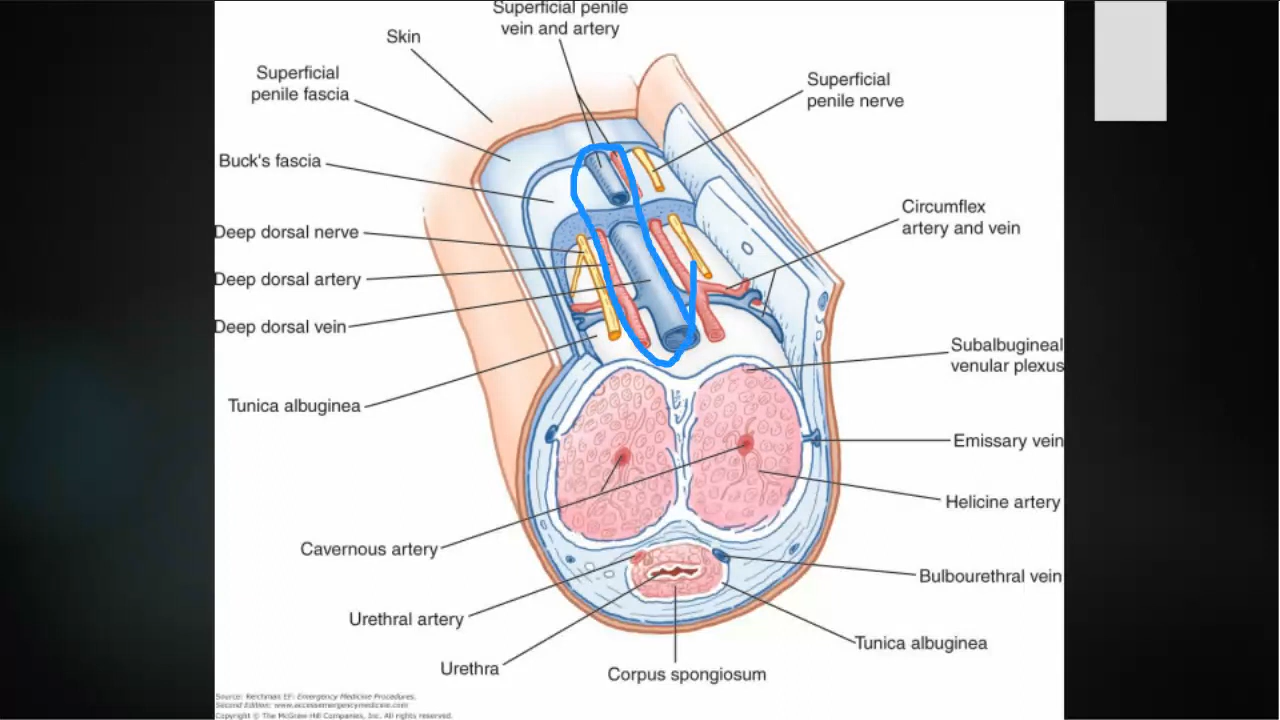 Superficial penile
vein and artery
Skin
Superficial
penile fascia
Superficial
penile nerve
Buck's fascia
Circumflex
artery and vein
Deep dorsal nerve
Deep dorsal artery
Deep dorsal vein
Subalbugineal
venular plexus
Tunica albuginea
Emissary vein
Helicine artery
Cavernous artery
Bulbourethral vein
Urethral artery
Tunica albuginea
Urethra
Corpus spongiosum
Source: Reichman EF: Emergency Medicine Procedures,
Second Edition: www.accessemergencymedicine.com
Copyright © The McGraw-Hill Companies, Inc. All rights reserved.